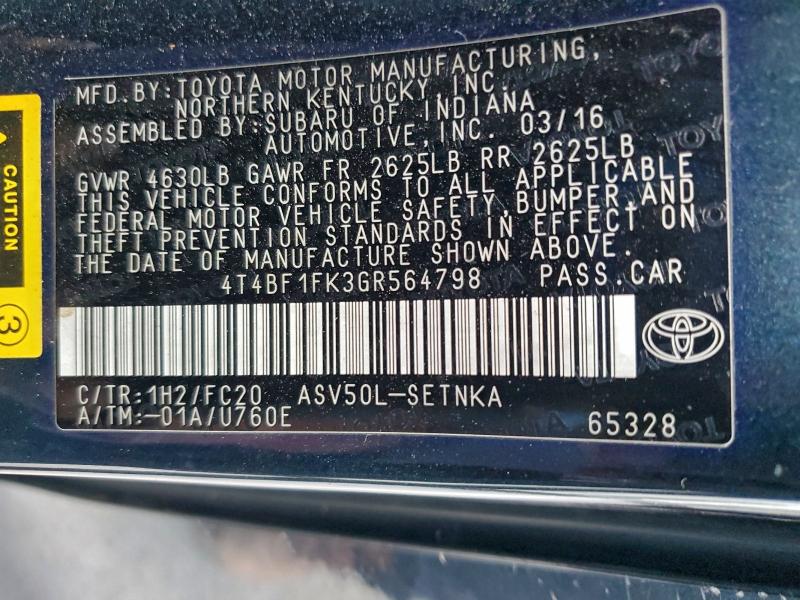 MFD.BY:TOYOTA MOTOR MANUFACTURING,
NORTHERN KENTUCKY,INC.
ASSEMBLED BY:SUBARU OF INDIANA
AUTOMOTIVE,INC. 03/16
GVWR 4630LB GAWR FR 2625LB RR 2625LB
THIS VEHICLE CONFORMS TO ALL APPLICABLE
FEDERAL MOTOR VEHICLE SAFETY,BUMPER,AND
THEFT PREVENTION STANDARDS IN EFFECT ON
THE DATE OF MANUFACTURE SHOWN ABOVE.
4T4BF1FK3GR564798 PASS.CAR
C/TR:1H2/FC20 ASV50L-SETNKA
A/TM:-01A/U760E 65328
CAUTION
3